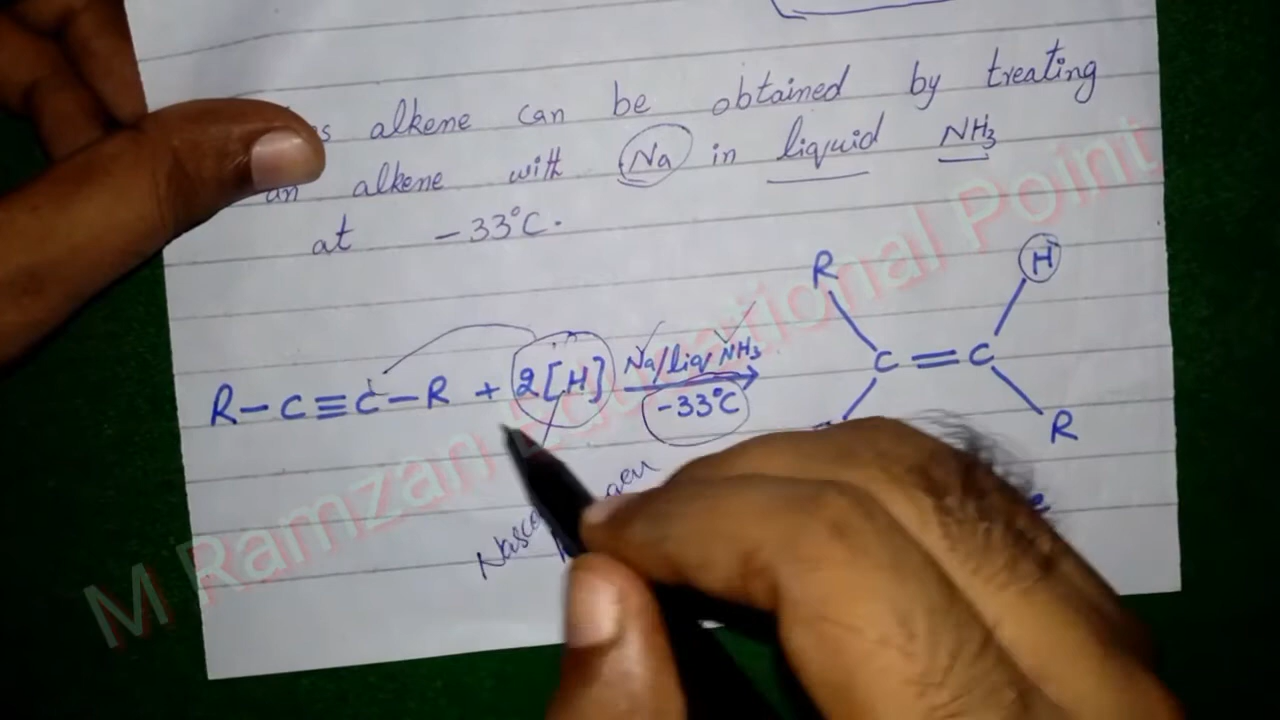 alkene can be obtained by treating
an alkene with Na in liquid NH₃
at -33°C.
R-C≡C-R + 2[H] Na/liq/NH₃ -33°C
R H
C=C
R
M Ramzan Educational Point